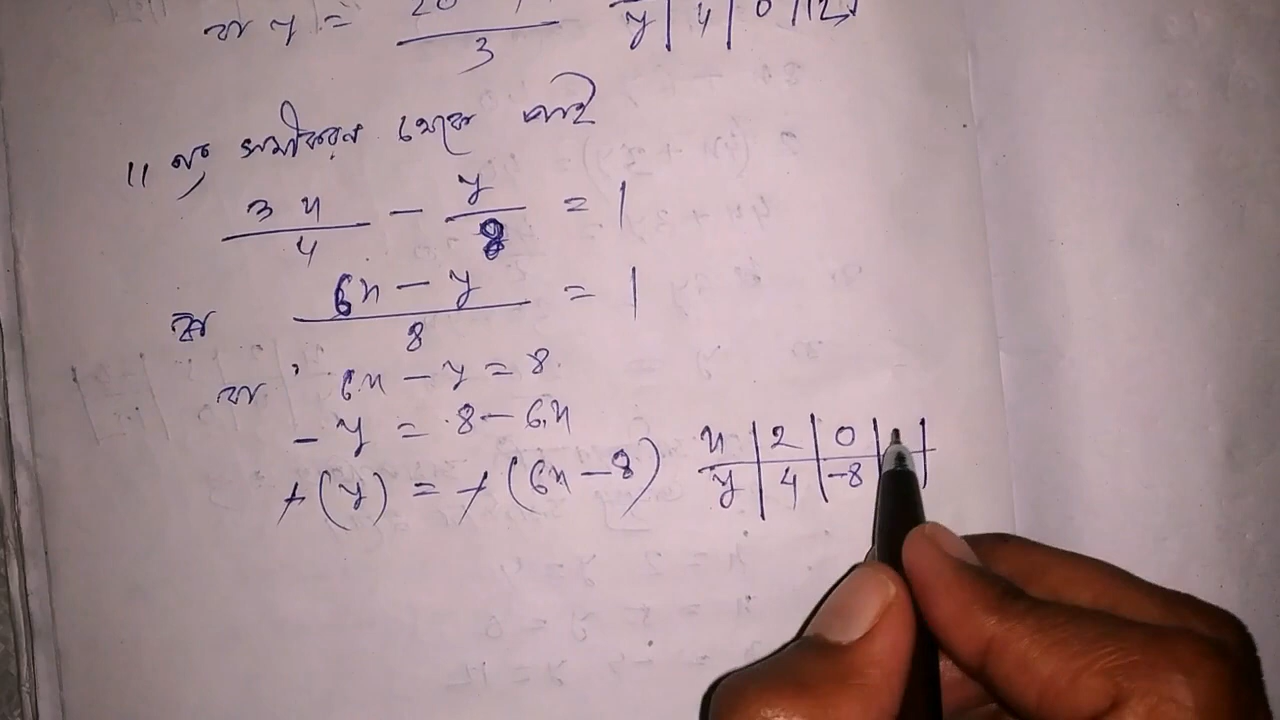 বা y = 20 / 3
y | 4 | 0 | 12
11 নং সমীকরণ থেকে পাই
3x/4 - y/8 = 1
বা (6x - y)/8 = 1
বা, 6x - y = 8
- y = 8 - 6x
x | 2 | 0 |
-(y) = -(6x - 8)
y | 4 | -8 |